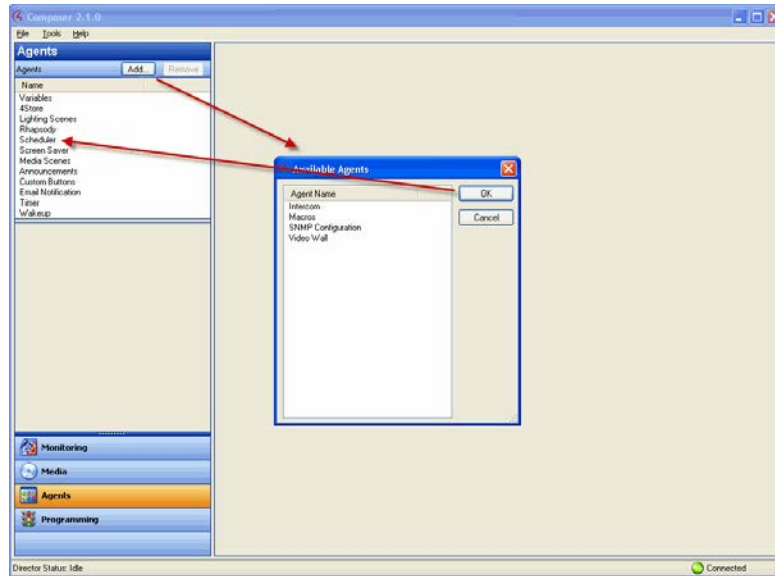 Composer 2.1.0
File Tools Help
Agents
Agents Add... Remove
Name
Variables
4Store
Lighting Scenes
Rhapsody
Scheduler
Screen Saver
Media Scenes
Announcements
Custom Buttons
Email Notification
Timer
Wakeup
Available Agents
Agent Name
Intercom
Macros
SNMP Configuration
Video Wall
OK
Cancel
Monitoring
Media
Agents
Programming
Director Status: Idle
Connected